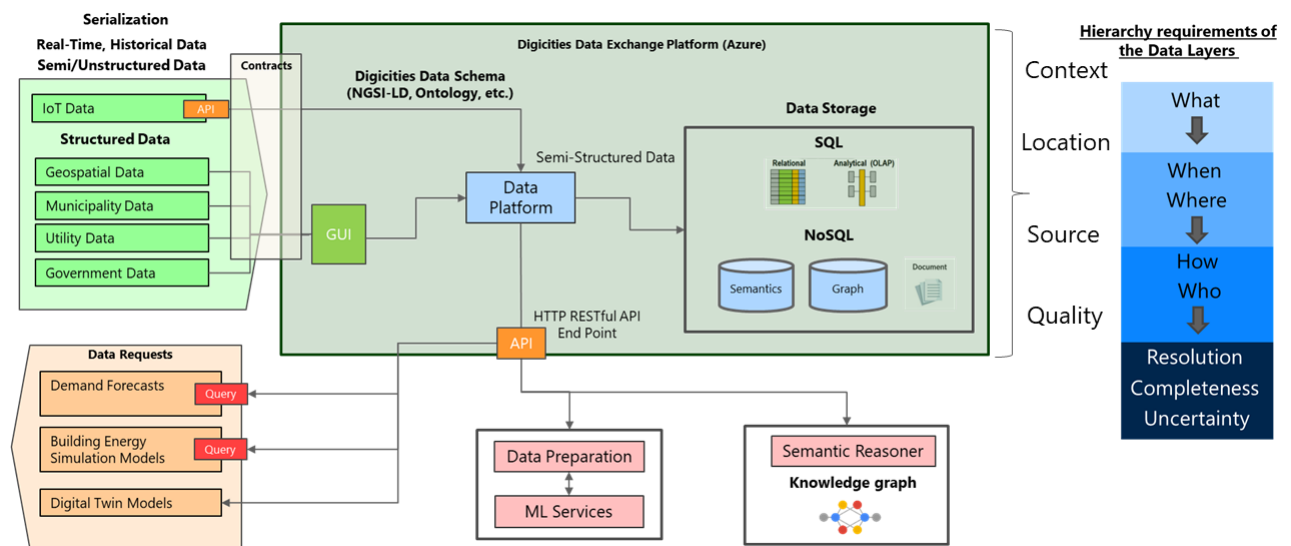 Serialization
Real-Time, Historical Data
Semi/Unstructured Data
Contracts
IoT Data
API
Structured Data
Geospatial Data
Municipality Data
Utility Data
Government Data
GUI
Digicities Data Exchange Platform (Azure)
Digicities Data Schema
(NGSI-LD, Ontology, etc.)
Data
Platform
Semi-Structured Data
Data Storage
SQL
Relational
Analytical (OLAP)
NoSQL
Semantics
Graph
Document
HTTP RESTful API
End Point
API
Data Requests
Demand Forecasts
Query
Building Energy
Simulation Models
Query
Digital Twin Models
Data Preparation
ML Services
Semantic Reasoner
Knowledge graph
Context
Location
Source
Quality
Hierarchy requirements of
the Data Layers
What
When
Where
How
Who
Resolution
Completeness
Uncertainty